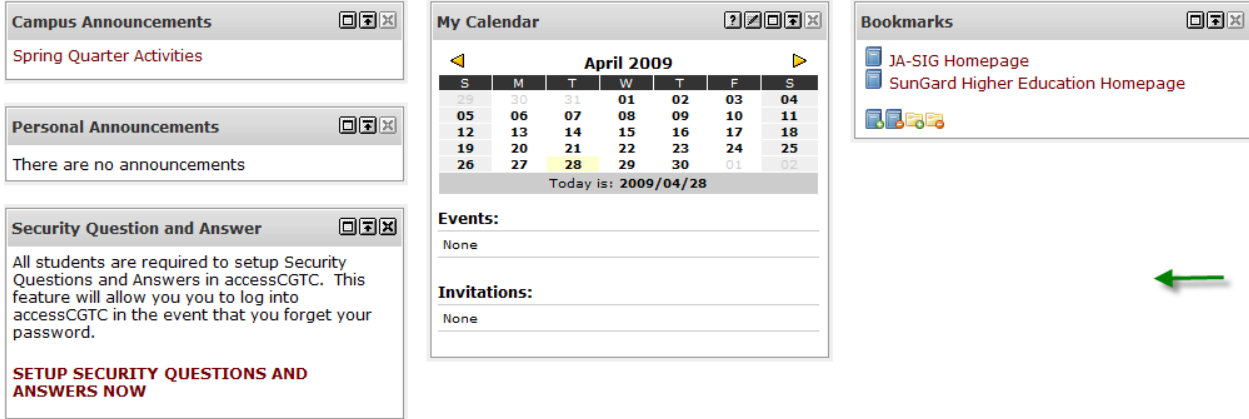 Campus Announcements
Spring Quarter Activities
Personal Announcements
There are no announcements
Security Question and Answer
All students are required to setup Security
Questions and Answers in accessCGTC.  This
feature will allow you you to log into
accessCGTC in the event that you forget your
password.
SETUP SECURITY QUESTIONS AND
ANSWERS NOW
My Calendar
?
April 2009
S M T W T F S
29 30 31 01 02 03 04
05 06 07 08 09 10 11
12 13 14 15 16 17 18
19 20 21 22 23 24 25
26 27 28 29 30 01 02
Today is: 2009/04/28
Events:
None
Invitations:
None
Bookmarks
JA-SIG Homepage
SunGard Higher Education Homepage